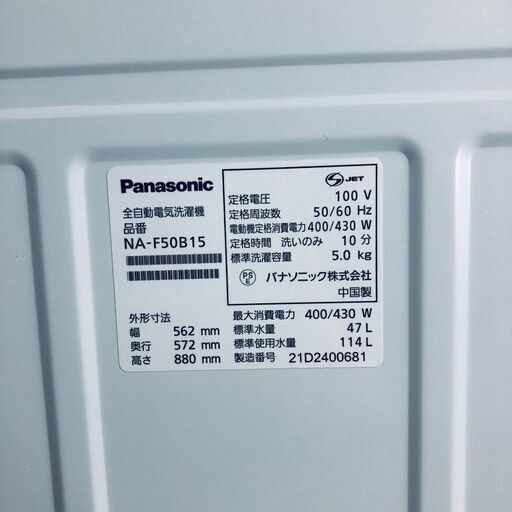 Panasonic
全自動電気洗濯機
品番
NA-F50B15
外形寸法
幅 562 mm
奥行 572 mm
高さ 880 mm
JET
定格電圧 100 V
定格周波数 50/60 Hz
電動機定格消費電力 400/430 W
定格時間 洗いのみ 10 分
標準洗濯容量 5.0 kg
PS
E
パナソニック株式会社
中国製
最大消費電力 400/430 W
標準水量 47 L
標準使用水量 114 L
製造番号 21D2400681